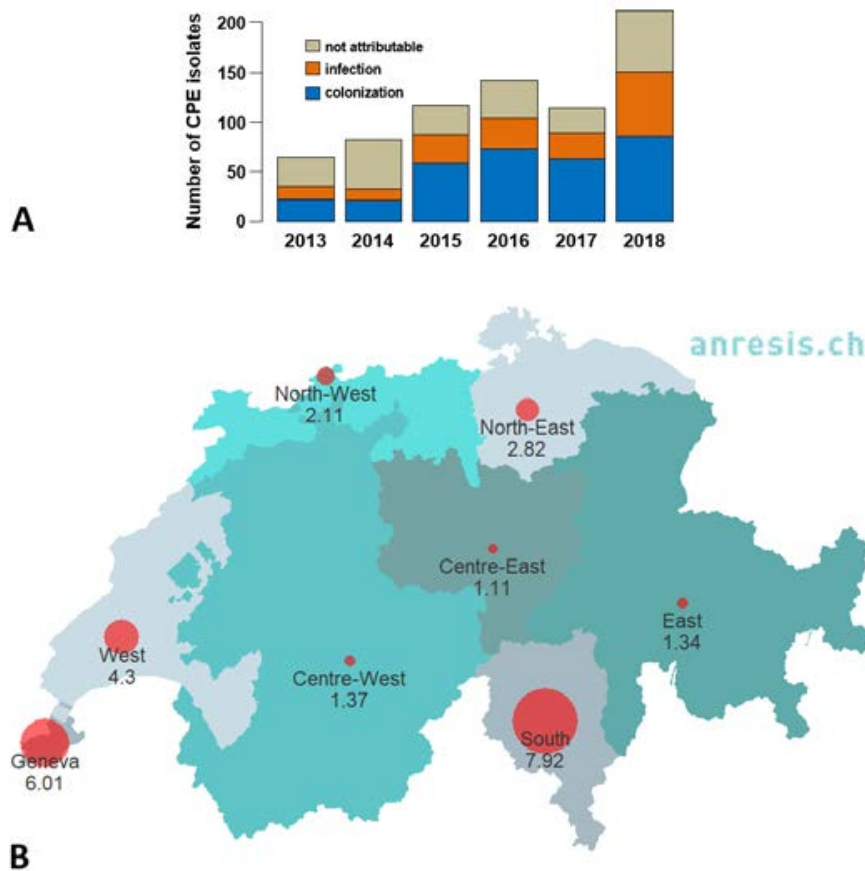 200
150
100
50
0
Number of CPE isolates
not attributable
infection
colonization
2013 2014 2015 2016 2017 2018
A
anresis.ch
North-West
2.11
North-East
2.82
Centre-East
1.11
East
1.34
West
4.3
Centre-West
1.37
South
7.92
Geneva
6.01
B